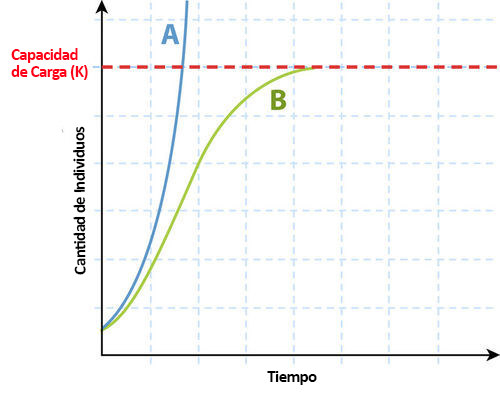 A
Capacidad
de Carga (K)
B
Cantidad de Individuos
Tiempo